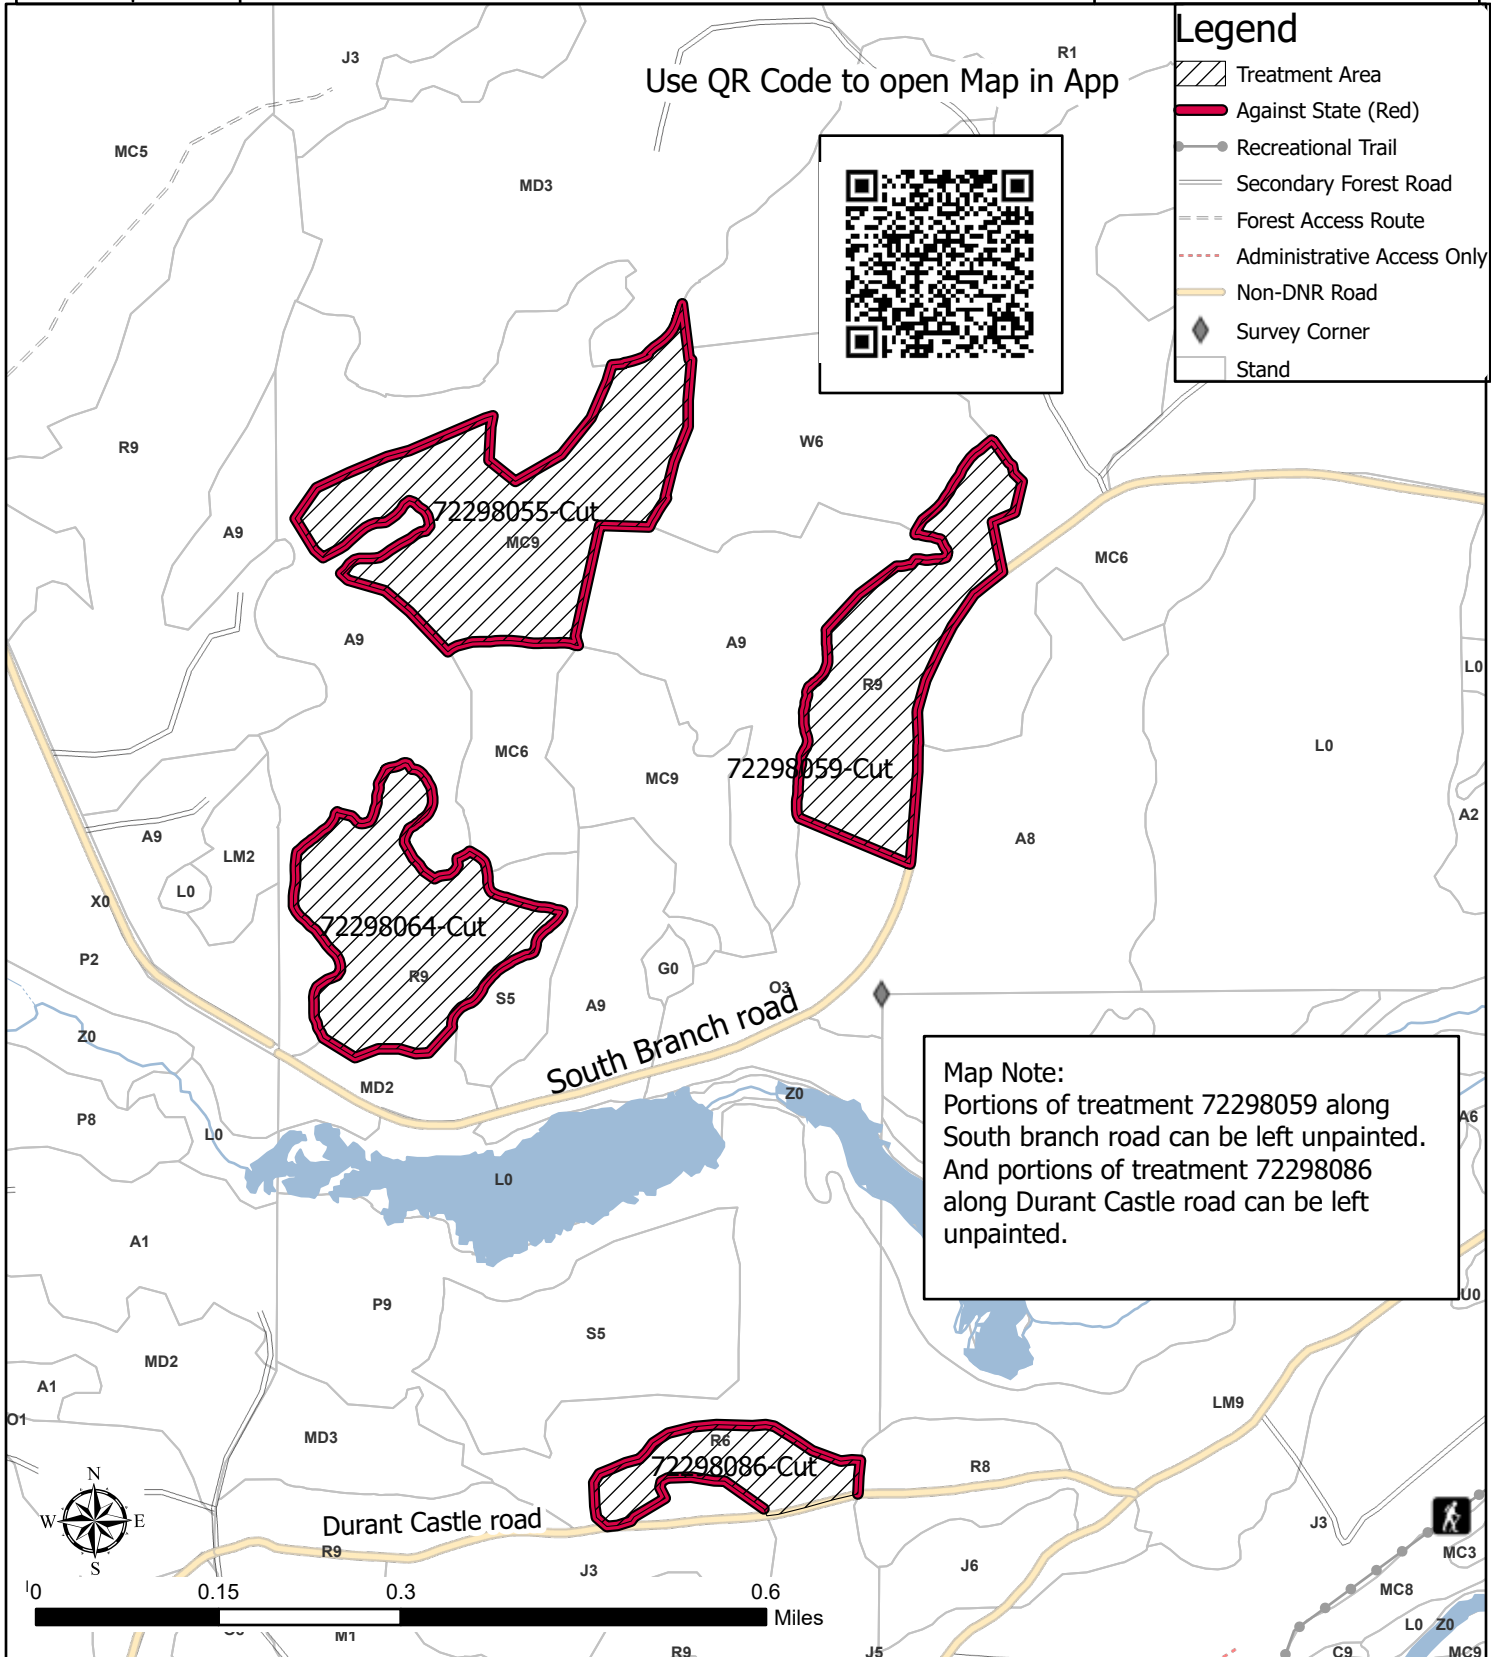 Legend
Treatment Area
Against State (Red)
Recreational Trail
Secondary Forest Road
Forest Access Route
Administrative Access Only
Non-DNR Road
Survey Corner
Stand
Use QR Code to open Map in App
J3
R1
MC5
MD3
R9
W6
A9
72298055-Cut
MC9
MC6
A9
A9
L0
R9
L0
MC6
MC9
72298059-Cut
A9
LM2
A8
A2
L0
X0
72298064-Cut
P2
R9
G0
S5
A9
O3
South Branch road
Z0
MD2
Z0
P8
L0
A6
L0
Map Note:
Portions of treatment 72298059 along
South branch road can be left unpainted.
And portions of treatment 72298086
along Durant Castle road can be left
unpainted.
A1
P9
U0
S5
MD2
A1
LM9
O1
MD3
R6
72298086-Cut
R8
N
W E
S
Durant Castle road
R9
J3
J3
J6
MC3
MC8
0 0.15 0.3 0.6
Miles
L0 Z0
M1
R9
J5
C9
MC9